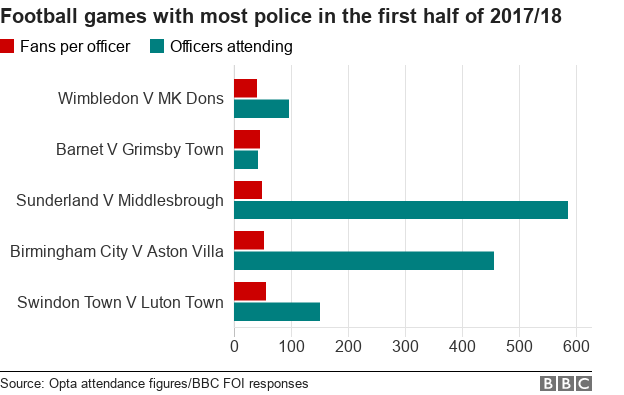 Football games with most police in the first half of 2017/18
Fans per officer Officers attending
Wimbledon V MK Dons
Barnet V Grimsby Town
Sunderland V Middlesbrough
Birmingham City V Aston Villa
Swindon Town V Luton Town
0 100 200 300 400 500 600
Source: Opta attendance figures/BBC FOI responses BBC